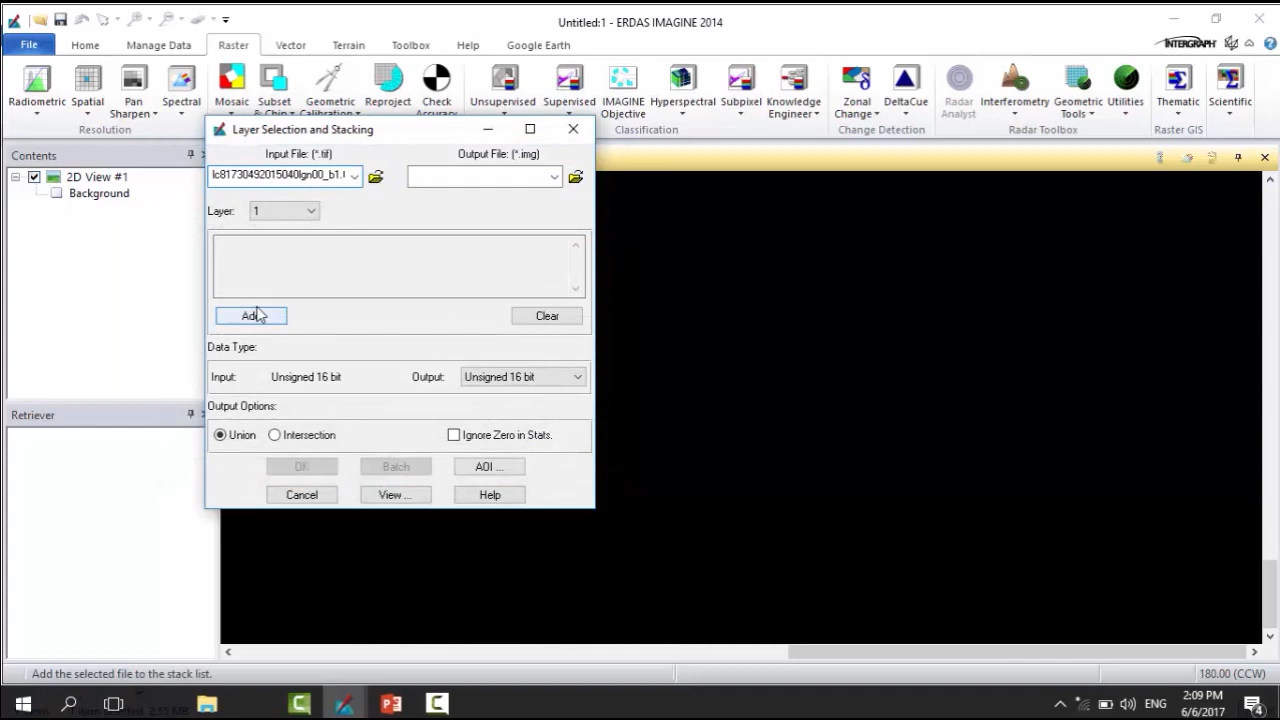 Untitled:1 - ERDAS IMAGINE 2014
File Home Manage Data Raster Vector Terrain Toolbox Help Google Earth
INTERGRAPH
Radiometric Spatial Pan Sharpen Spectral Mosaic Subset & Chip Geometric Calibration Reproject Check Accuracy Unsupervised Supervised IMAGINE Objective Hyperspectral Subpixel Knowledge Engineer Zonal Change DeltaCue Radar Analyst Interferometry Geometric Tools Utilities Thematic Scientific
Resolution Classification Change Detection Radar Toolbox Raster GIS
Contents
2D View #1
Background
Retriever
Layer Selection and Stacking
Input File: (*.tif) Output File: (*.img)
lc81730492015040lgn00_b1.
Layer: 1
Clear
Data Type:
Input: Unsigned 16 bit Output: Unsigned 16 bit
Output Options:
Union Intersection Ignore Zero in Stats.
OK Batch AOI ...
Cancel View ... Help
Add the selected file to the stack list.
180.00 (CCW)
ENG
2:09 PM
6/6/2017
4